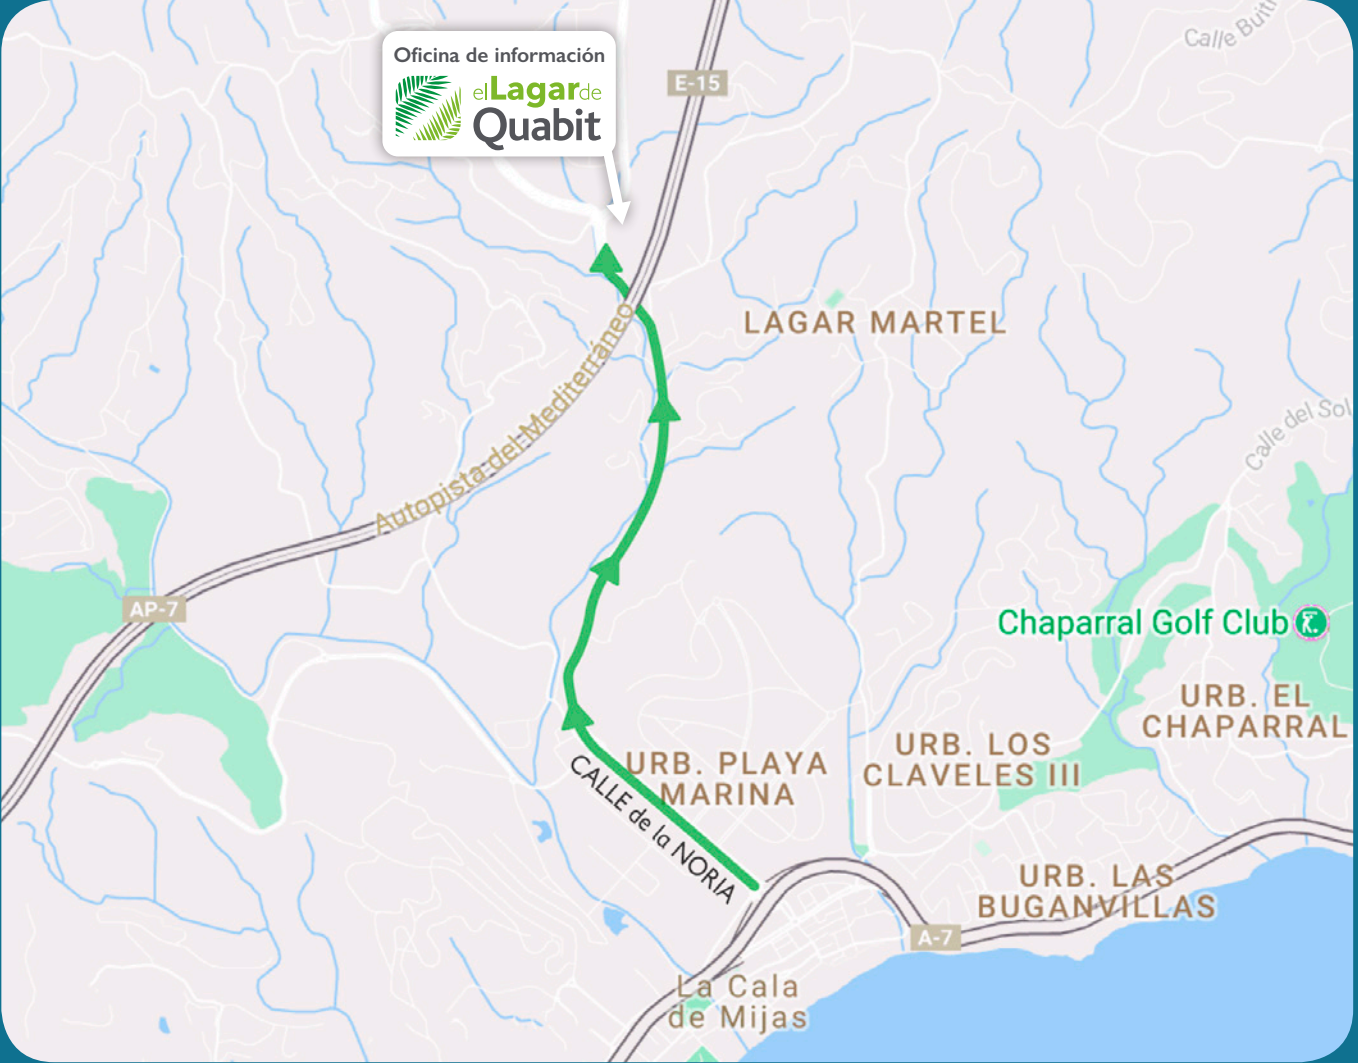 Calle Buitr
Oficina de información
elLagarde
Quabit
E-15
LAGAR MARTEL
Autopista del Mediterráneo
Calle del Sol
AP-7
Chaparral Golf Club
URB. EL
CHAPARRAL
URB. LOS
CLAVELES III
URB. PLAYA
MARINA
CALLE de la NORIA
URB. LAS
BUGANVILLAS
A-7
La Cala
de Mijas